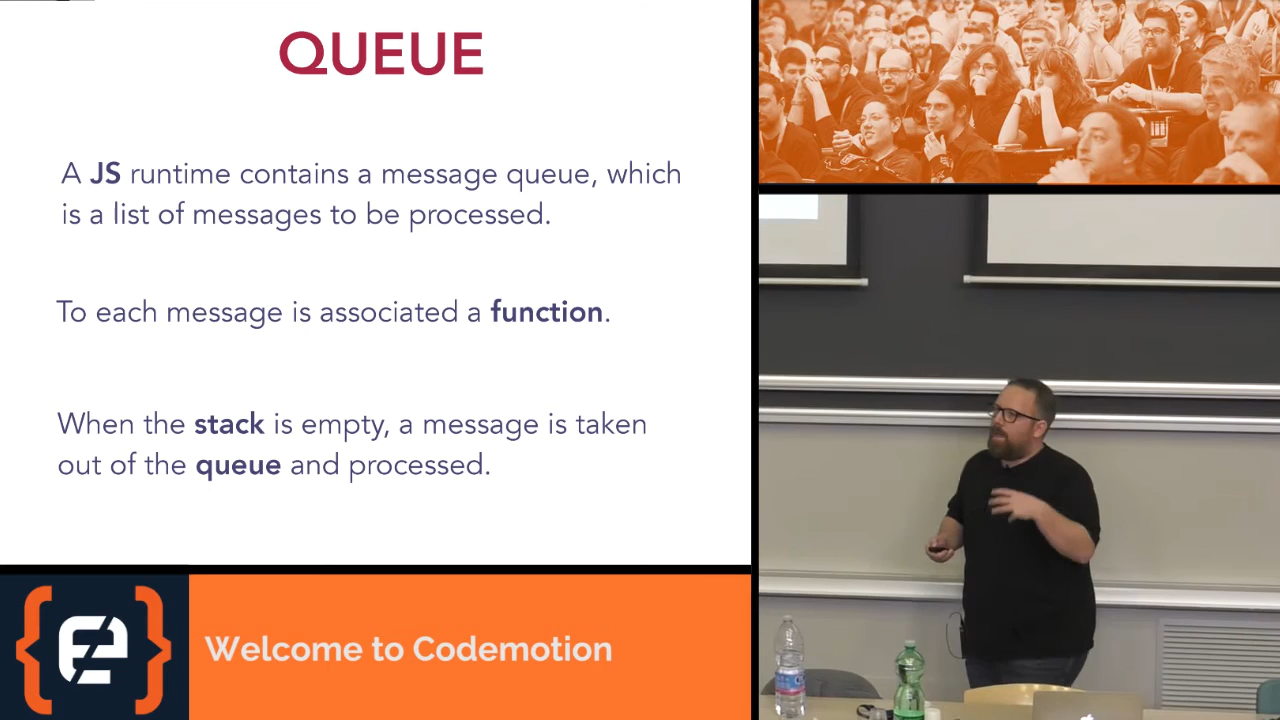 QUEUE
A JS runtime contains a message queue, which
is a list of messages to be processed.
To each message is associated a function.
When the stack is empty, a message is taken
out of the queue and processed.
Welcome to Codemotion